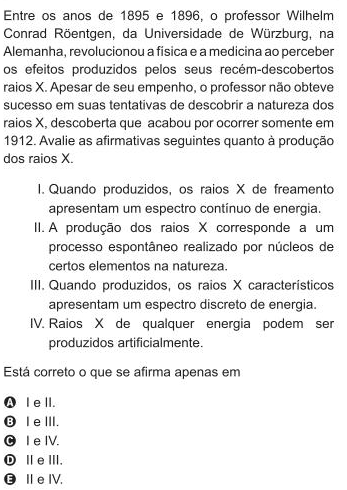 Entre os anos de 1895 e 1896, o professor Wilhelm
Conrad Röentgen, da Universidade de Würzburg, na
Alemanha, revolucionou a física e a medicina ao perceber
os efeitos produzidos pelos seus recém-descobertos
raios X. Apesar de seu empenho, o professor não obteve
sucesso em suas tentativas de descobrir a natureza dos
raios X, descoberta que acabou por ocorrer somente em
1912. Avalie as afirmativas seguintes quanto à produção
dos raios X.
I. Quando produzidos, os raios X de freamento
apresentam um espectro contínuo de energia.
II. A produção dos raios X corresponde a um
processo espontâneo realizado por núcleos de
certos elementos na natureza.
III. Quando produzidos, os raios X característicos
apresentam um espectro discreto de energia.
IV. Raios X de qualquer energia podem ser
produzidos artificialmente.
Está correto o que se afirma apenas em
A I e II.
B I e III.
C I e IV.
D II e III.
E II e IV.